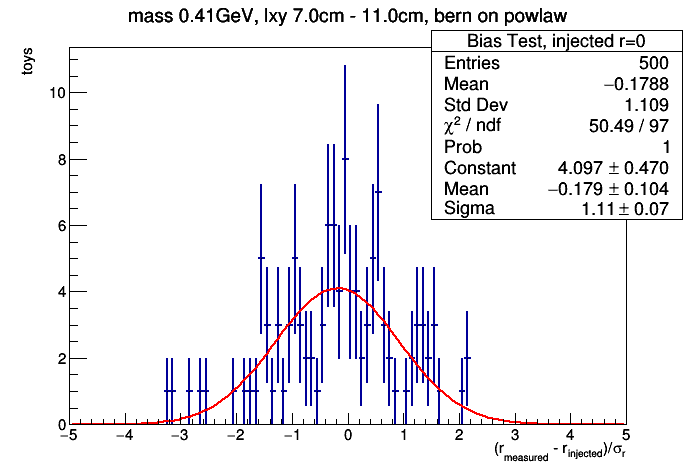 mass 0.41GeV, lxy 7.0cm - 11.0cm, bern on powlaw
Bias Test, injected r=0
Entries 500
Mean −0.1788
Std Dev 1.109
χ² / ndf 50.49 / 97
Prob 1
Constant 4.097 ± 0.470
Mean −0.179 ± 0.104
Sigma 1.11 ± 0.07
toys
10
8
6
4
2
0
−5 −4 −3 −2 −1 0 1 2 3 4 5
(r_measured - r_injected)/σ_r